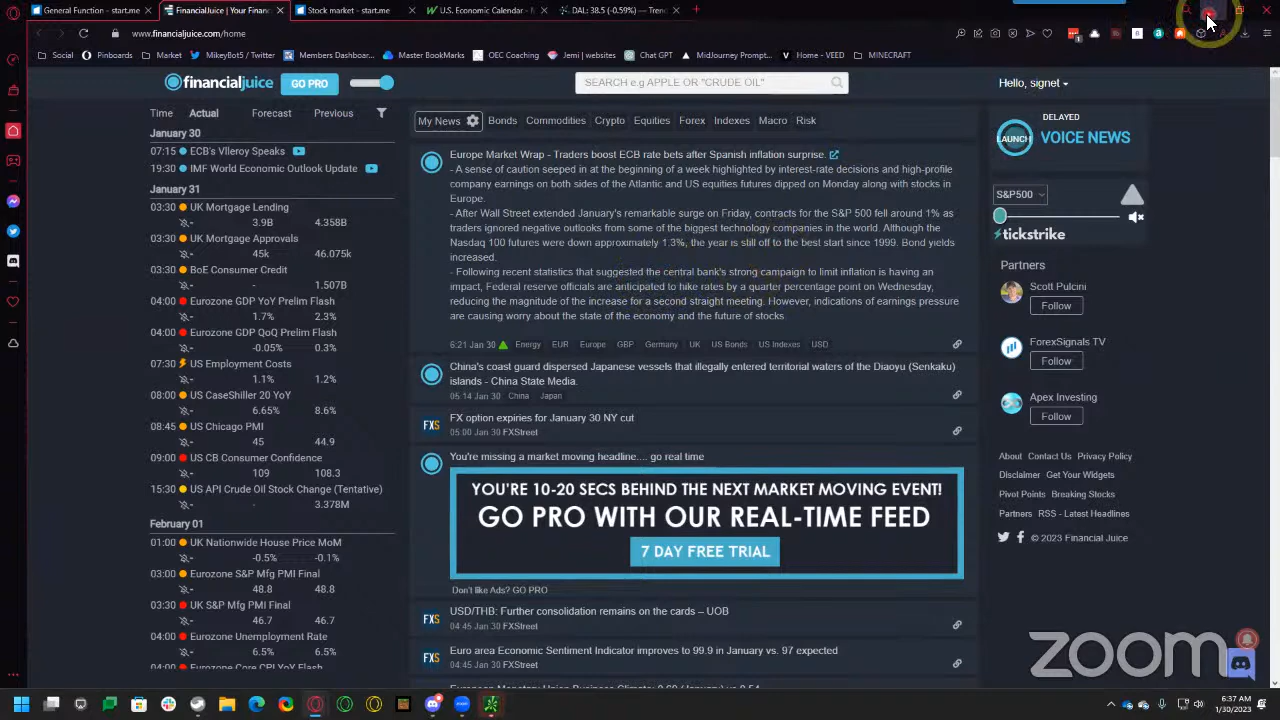 General Function - start.me
FinancialJuice | Your Finan
Stock market - start.me
U.S. Economic Calendar - M
DAL: 38.5 (-0.59%) — Trend
www.financialjuice.com/home
Social
Pinboards
Market
MikeyBot5 / Twitter
Master BookMarks
OEC Coaching
Jemi | websites
Chat GPT
MidJourney Prompt...
Home - VEED
MINECRAFT
financialjuice
GO PRO
SEARCH E.g APPLE OR "CRUDE OIL"
Hello, signet
Time Actual Forecast Previous
January 30
07:15 ECB's Vlleroy Speaks
19:30 IMF World Economic Outlook Update
January 31
03:30 UK Mortgage Lending
- 3.9B 4.358B
03:30 UK Mortgage Approvals
- 45k 46.075k
03:30 BoE Consumer Credit
- - 1.507B
04:00 Eurozone GDP YoY Prelim Flash
- 1.7% 2.3%
04:00 Eurozone GDP QoQ Prelim Flash
- -0.05% 0.3%
07:30 US Employment Costs
- 1.1% 1.2%
08:00 US CaseShiller 20 YoY
- 6.65% 8.6%
08:45 US Chicago PMI
- 45 44.9
09:00 US CB Consumer Confidence
- 109 108.3
15:30 US API Crude Oil Stock Change (Tentative)
- - 3.378M
February 01
01:00 UK Nationwide House Price MoM
- -0.5% -0.1%
03:00 Eurozone S&P Mfg PMI Final
- 48.8 48.8
03:30 UK S&P Mfg PMI Final
- 46.7 46.7
04:00 Eurozone Unemployment Rate
- 6.5% 6.5%
04:00 Eurozone Core CPI YoY Flash
My News Bonds Commodities Crypto Equities Forex Indexes Macro Risk
Europe Market Wrap - Traders boost ECB rate bets after Spanish inflation surprise.
- A sense of caution seeped in at the beginning of a week highlighted by interest-rate decisions and high-profile
company earnings on both sides of the Atlantic and US equities futures dipped on Monday along with stocks in
Europe.
- After Wall Street extended January's remarkable surge on Friday, contracts for the S&P 500 fell around 1% as
traders ignored negative outlooks from some of the biggest technology companies in the world. Although the
Nasdaq 100 futures were down approximately 1.3%, the year is still off to the best start since 1999. Bond yields
increased.
- Following recent statistics that suggested the central bank's strong campaign to limit inflation is having an
impact, Federal reserve officials are anticipated to hike rates by a quarter percentage point on Wednesday,
reducing the magnitude of the increase for a second straight meeting. However, indications of earnings pressure
are causing worry about the state of the economy and the future of stocks.
6:21 Jan 30 Energy EUR Europe GBP Germany UK US Bonds US Indexes USD
China's coast guard dispersed Japanese vessels that illegally entered territorial waters of the Diaoyu (Senkaku)
islands - China State Media.
05:14 Jan 30 China Japan
FXS
FX option expiries for January 30 NY cut
05:00 Jan 30 FXStreet
You're missing a market moving headline.... go real time
YOU'RE 10-20 SECS BEHIND THE NEXT MARKET MOVING EVENT!
GO PRO WITH OUR REAL-TIME FEED
7 DAY FREE TRIAL
Don't like Ads? GO PRO
FXS
USD/THB: Further consolidation remains on the cards – UOB
04:45 Jan 30 FXStreet
FXS
Euro area Economic Sentiment Indicator improves to 99.9 in January vs. 97 expected
04:45 Jan 30 FXStreet
DELAYED
LAUNCH
VOICE NEWS
S&P500
tickstrike
Partners
Scott Pulcini
Follow
ForexSignals TV
Follow
Apex Investing
Follow
About Contact Us Privacy Policy
Disclaimer Get Your Widgets
Pivot Points Breaking Stocks
Partners RSS - Latest Headlines
© 2023 Financial Juice
zoom
6:37 AM
1/30/2023